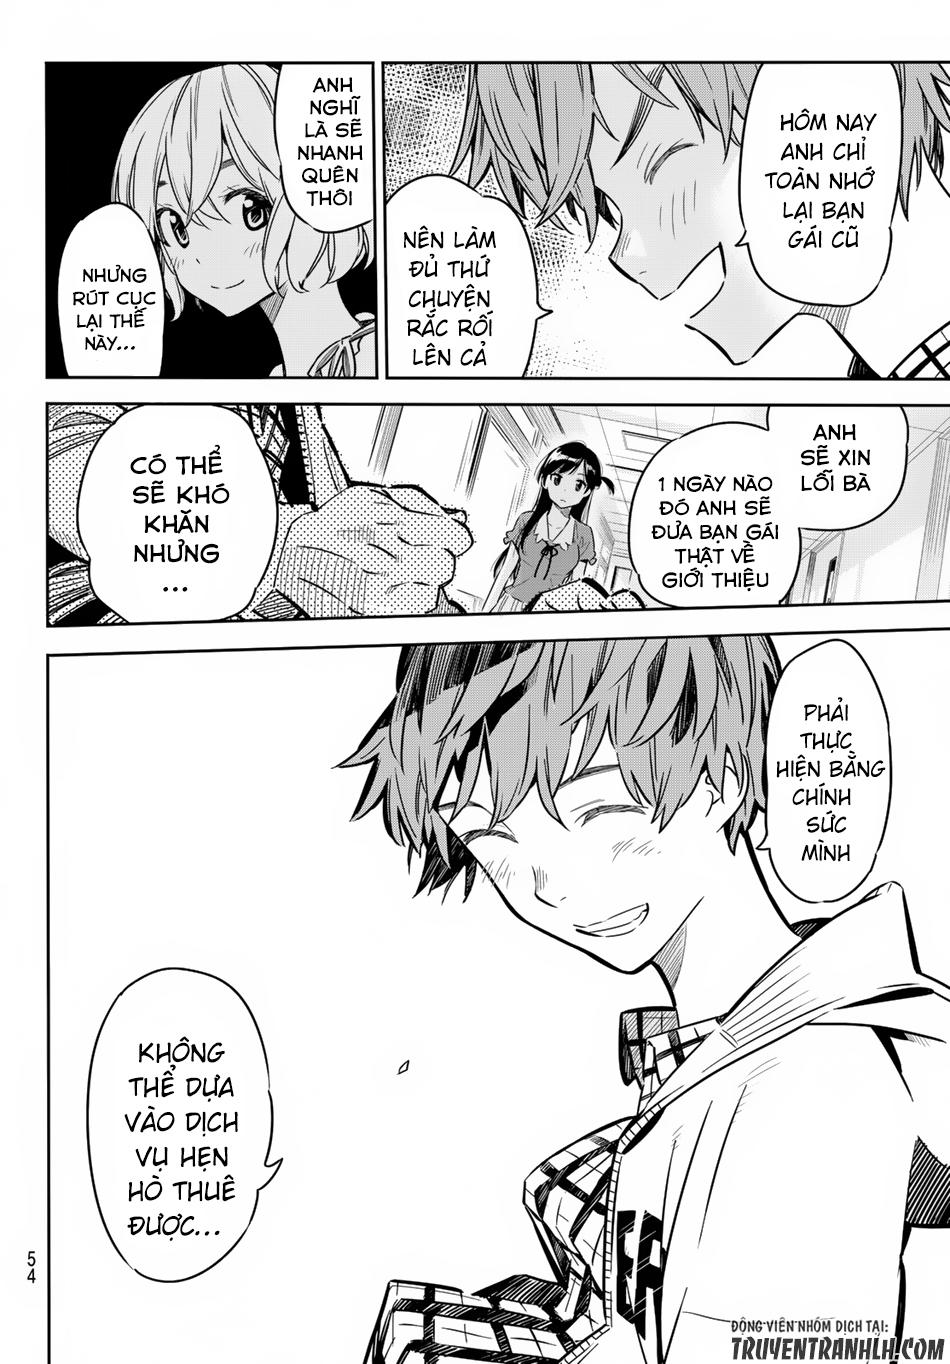 HÔM NAY
ANH CHỈ
TOÀN NHỚ
LẠI BẠN
GÁI CŨ
NÊN LÀM
ĐỦ THỨ
CHUYỆN
RẮC RỐI
LÊN CẢ
ANH
NGHĨ
LÀ SẼ
NHANH
QUÊN
THÔI
NHƯNG
RÚT CỤC
LẠI THẾ
NÀY...
ANH
SẼ XIN
LỖI BÀ
1 NGÀY NÀO
ĐÓ ANH SẼ
ĐƯA BẠN GÁI
THẬT VỀ
GIỚI THIỆU
CÓ THỂ
SẼ KHÓ
KHĂN
NHƯNG
...
PHẢI
THỰC
HIỆN BẰNG
CHÍNH
SỨC
MÌNH
KHÔNG
THỂ DỰA
VÀO DỊCH
VỤ HẸN
HÒ THUÊ
ĐƯỢC...
54
ĐỘNG VIÊN NHÓM DỊCH TẠI:
TRUYENTRANHLH.COM